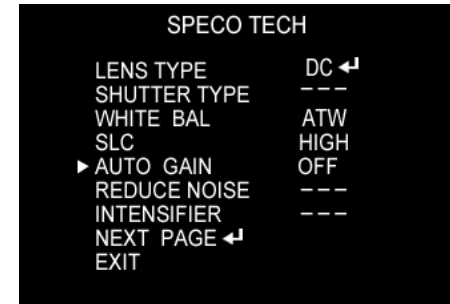 SPECO TECH
LENS TYPE DC ↵
SHUTTER TYPE ---
WHITE BAL ATW
SLC HIGH
▶ AUTO GAIN OFF
REDUCE NOISE ---
INTENSIFIER ---
NEXT PAGE ↵
EXIT